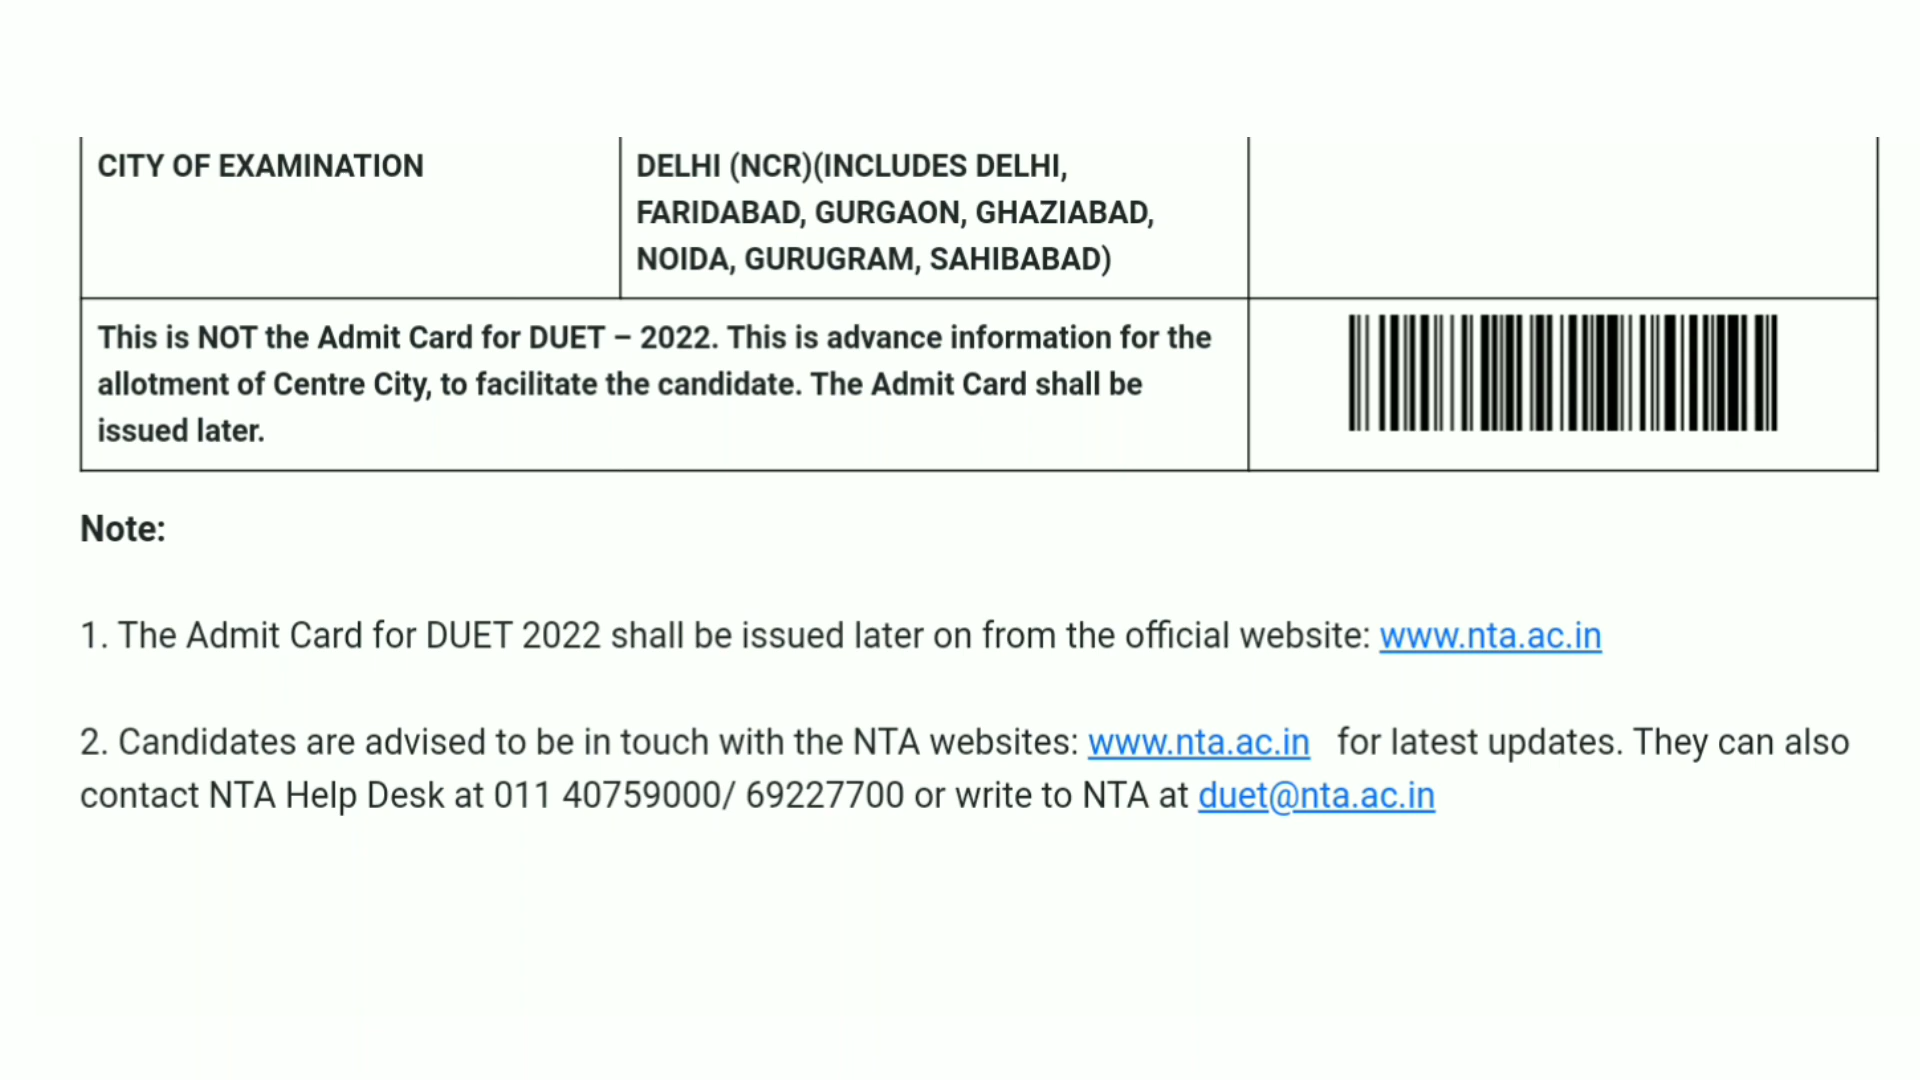 CITY OF EXAMINATION
DELHI (NCR)(INCLUDES DELHI,
FARIDABAD, GURGAON, GHAZIABAD,
NOIDA, GURUGRAM, SAHIBABAD)
This is NOT the Admit Card for DUET – 2022. This is advance information for the
allotment of Centre City, to facilitate the candidate. The Admit Card shall be
issued later.
Note:
1. The Admit Card for DUET 2022 shall be issued later on from the official website: www.nta.ac.in
2. Candidates are advised to be in touch with the NTA websites: www.nta.ac.in for latest updates. They can also
contact NTA Help Desk at 011 40759000/ 69227700 or write to NTA at duet@nta.ac.in